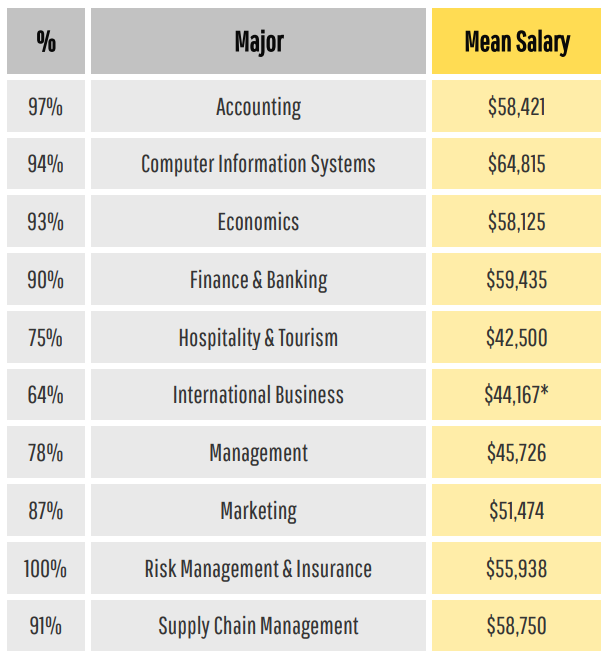 % Major Mean Salary
97% Accounting $58,421
94% Computer Information Systems $64,815
93% Economics $58,125
90% Finance & Banking $59,435
75% Hospitality & Tourism $42,500
64% International Business $44,167*
78% Management $45,726
87% Marketing $51,474
100% Risk Management & Insurance $55,938
91% Supply Chain Management $58,750